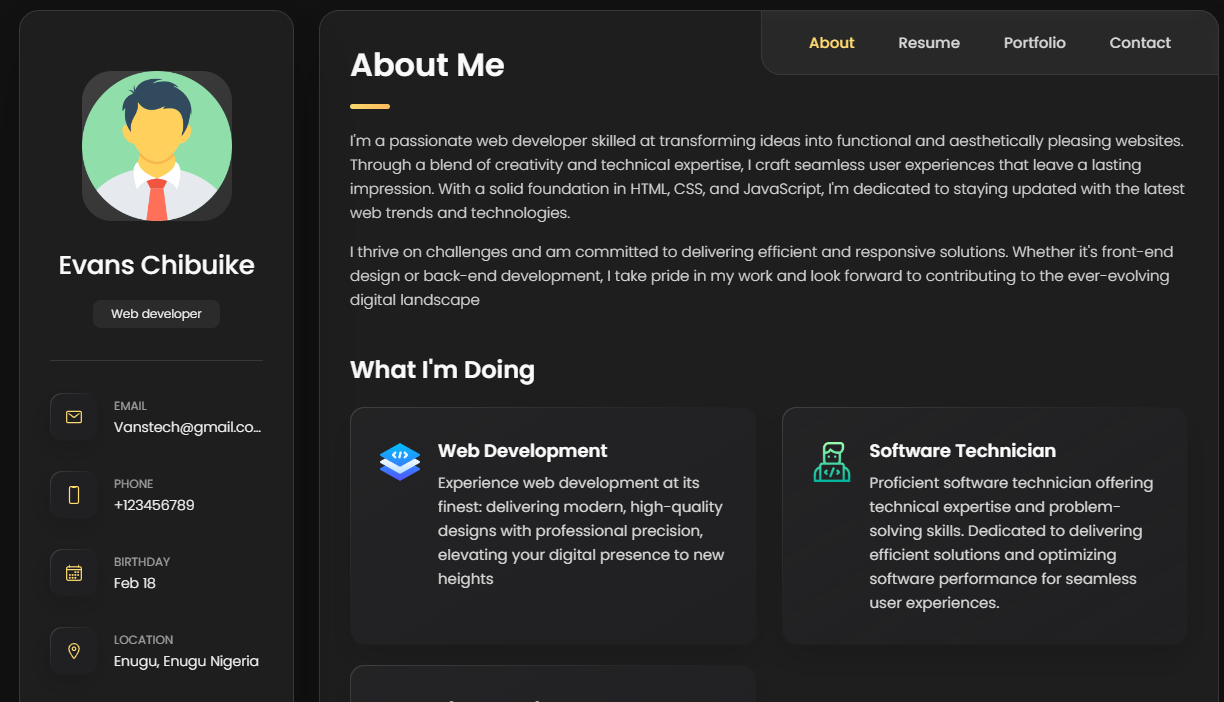 Evans Chibuike
Web developer
EMAIL
Vanstech@gmail.co...
PHONE
+123456789
BIRTHDAY
Feb 18
LOCATION
Enugu, Enugu Nigeria
About Resume Portfolio Contact
About Me
I'm a passionate web developer skilled at transforming ideas into functional and aesthetically pleasing websites.
Through a blend of creativity and technical expertise, I craft seamless user experiences that leave a lasting
impression. With a solid foundation in HTML, CSS, and JavaScript, I'm dedicated to staying updated with the latest
web trends and technologies.
I thrive on challenges and am committed to delivering efficient and responsive solutions. Whether it's front-end
design or back-end development, I take pride in my work and look forward to contributing to the ever-evolving
digital landscape
What I'm Doing
Web Development
Experience web development at its
finest: delivering modern, high-quality
designs with professional precision,
elevating your digital presence to new
heights
Software Technician
Proficient software technician offering
technical expertise and problem-
solving skills. Dedicated to delivering
efficient solutions and optimizing
software performance for seamless
user experiences.